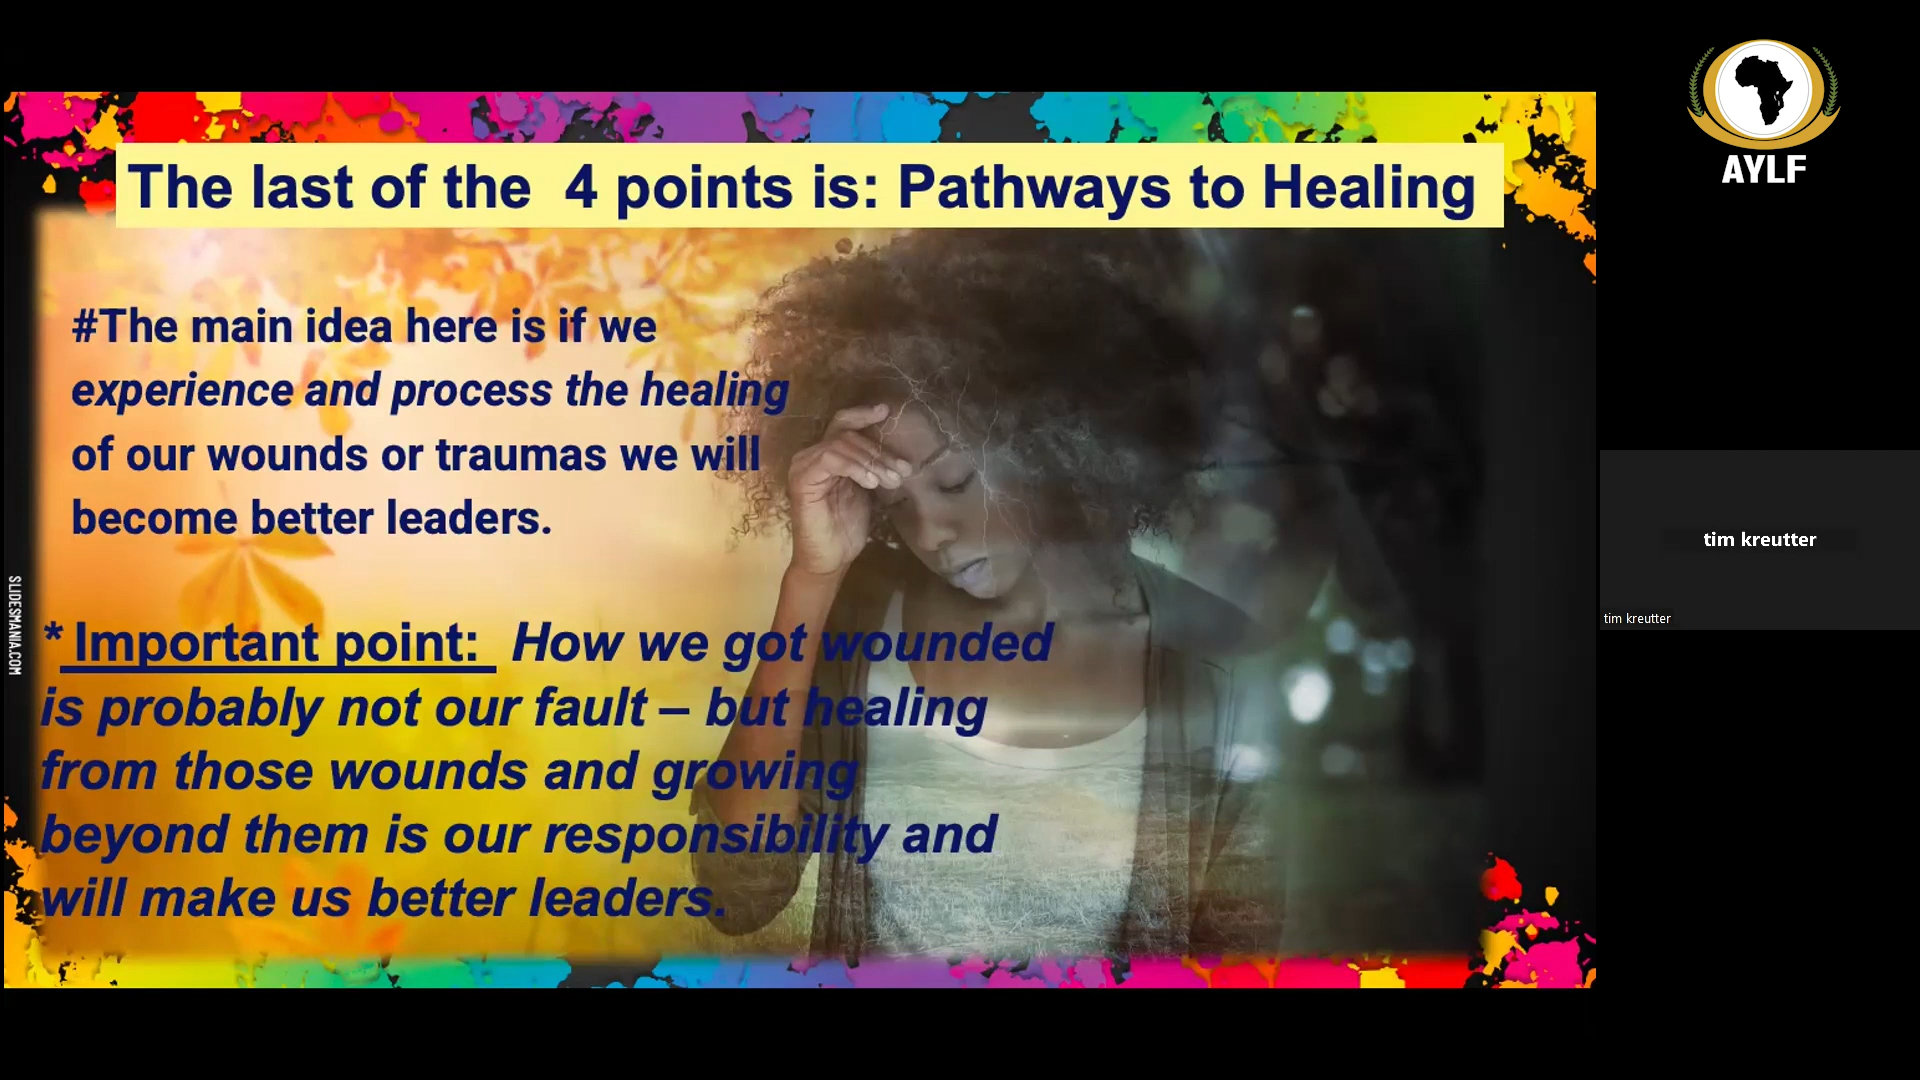 The last of the 4 points is: Pathways to Healing
#The main idea here is if we
experience and process the healing
of our wounds or traumas we will
become better leaders.
* Important point: How we got wounded
is probably not our fault – but healing
from those wounds and growing
beyond them is our responsibility and
will make us better leaders.
SLIDESMANIA.COM
AYLF
tim kreutter
tim kreutter